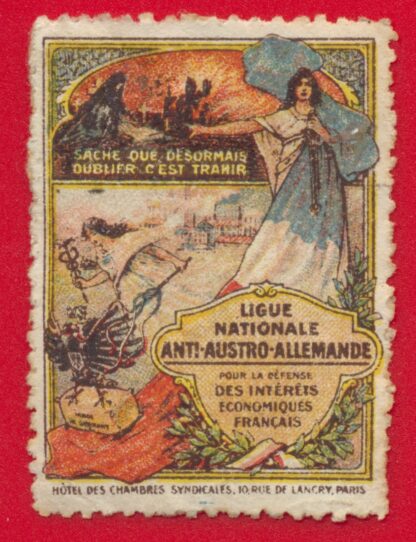 SACHE QUE DÉSORMAIS
OUBLIER C'EST TRAHIR
LIGUE
NATIONALE
ANTI-AUSTRO-ALLEMANDE
POUR LA DÉFENSE
DES INTÉRÊTS
ECONOMIQUES
FRANÇAIS
HÔTEL DES CHAMBRES SYNDICALES, 10, RUE DE LANCRY, PARIS